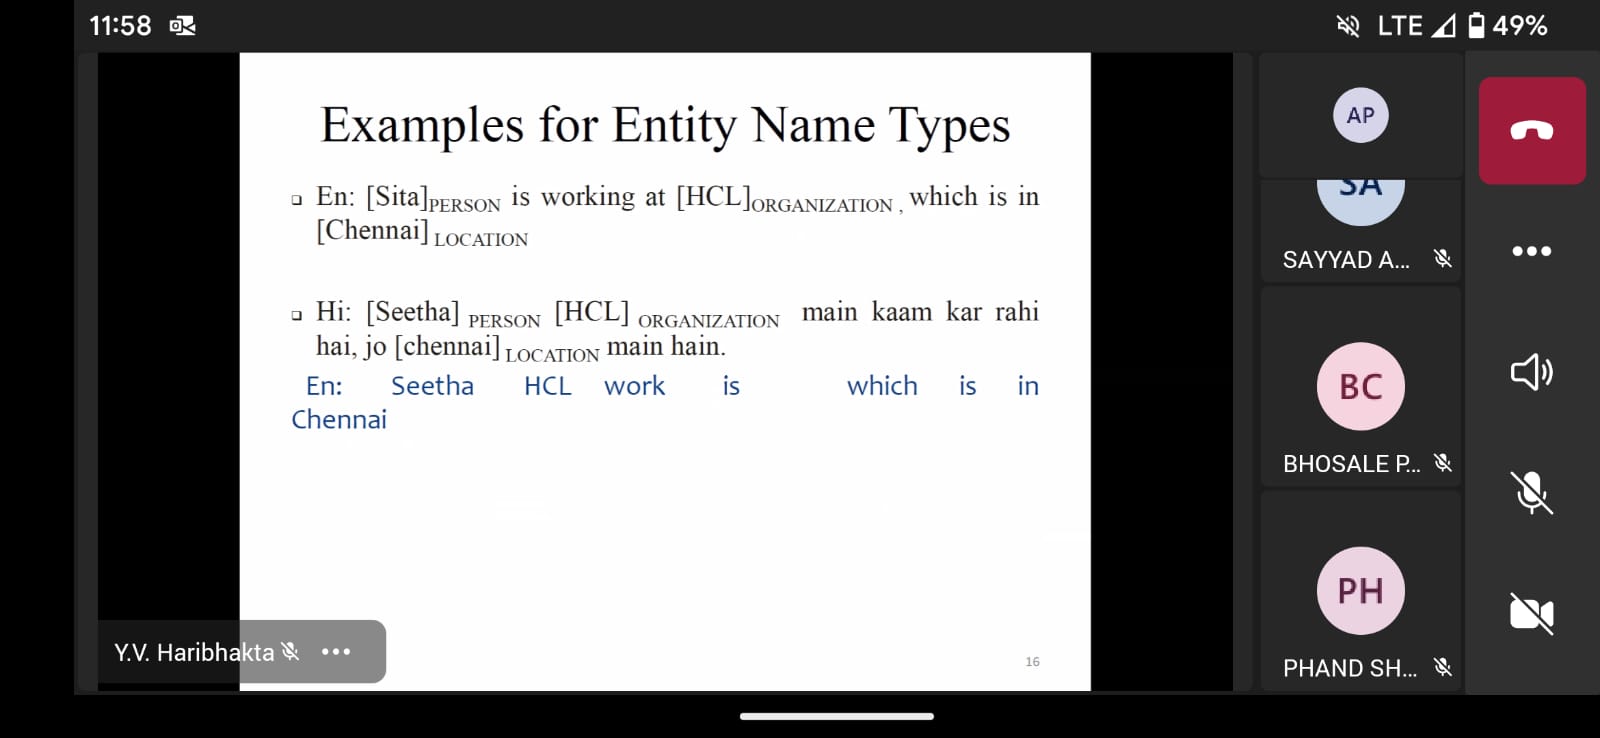 11:58
LTE 49%
Examples for Entity Name Types
En: [Sita]PERSON is working at [HCL]ORGANIZATION , which is in
[Chennai] LOCATION
Hi: [Seetha] PERSON [HCL] ORGANIZATION main kaam kar rahi
hai, jo [chennai] LOCATION main hain.
En: Seetha HCL work is which is in
Chennai
16
Y.V. Haribhakta
AP
SA
SAYYAD A...
BC
BHOSALE P...
PH
PHAND SH...